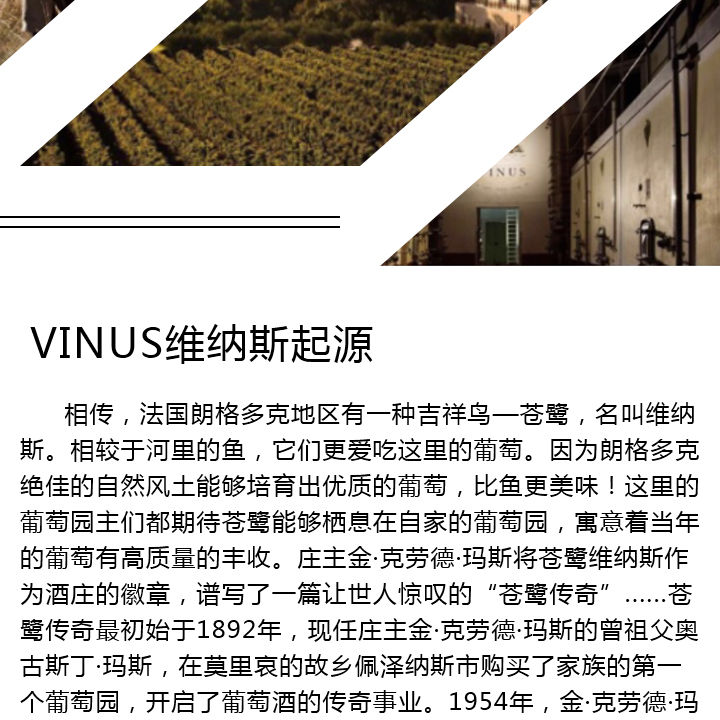 INUS
VINUS维纳斯起源
相传，法国朗格多克地区有一种吉祥鸟—苍鹭，名叫维纳
斯。相较于河里的鱼，它们更爱吃这里的葡萄。因为朗格多克
绝佳的自然风土能够培育出优质的葡萄，比鱼更美味！这里的
葡萄园主们都期待苍鹭能够栖息在自家的葡萄园，寓意着当年
的葡萄有高质量的丰收。庄主金·克劳德·玛斯将苍鹭维纳斯作
为酒庄的徽章，谱写了一篇让世人惊叹的“苍鹭传奇”……苍
鹭传奇最初始于1892年，现任庄主金·克劳德·玛斯的曾祖父奥
古斯丁·玛斯，在莫里哀的故乡佩泽纳斯市购买了家族的第一
个葡萄园，开启了葡萄酒的传奇事业。1954年，金·克劳德·玛